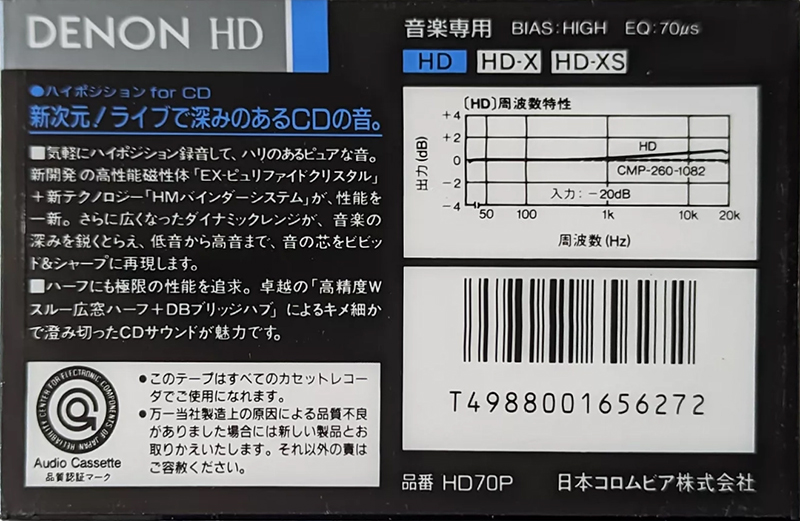 DENON HD
●ハイポジション for CD
新次元!ライブで深みのあるCDの音。
■気軽にハイポジション録音して、ハリのあるピュアな音。
新開発の高性能磁性体「EX-ピュリファイドクリスタル」
+新テクノロジー「HMバインダーシステム」が、性能を
一新。さらに広くなったダイナミックレンジが、音楽の
深みを鋭くとらえ、低音から高音まで、音の芯をビビッ
ド&シャープに再現します。
■ハーフにも極限の性能を追求。卓越の「高精度W
スルー広窓ハーフ+DBブリッジハブ」によるキメ細か
で澄み切ったCDサウンドが魅力です。
RELIABILITY CENTER FOR ELECTRONIC COMPONENTS OF JAPAN
Audio Cassette
品質認証マーク
●このテープはすべてのカセットレコー
ダでご使用になれます。
●万一当社製造上の原因による品質不良
がありました場合には新しい製品とお
取りかえいたします。それ以外の責は
ご容赦ください。
音楽専用 BIAS:HIGH EQ:70μs
HD HD-X HD-XS
〔HD〕周波数特性
出力(dB)
+4
+2
0
−2
−4
HD
CMP-260-1082
入力:−20dB
50 100 1k 10k 20k
周波数(Hz)
T4988001656272
品番 HD70P 日本コロムビア株式会社